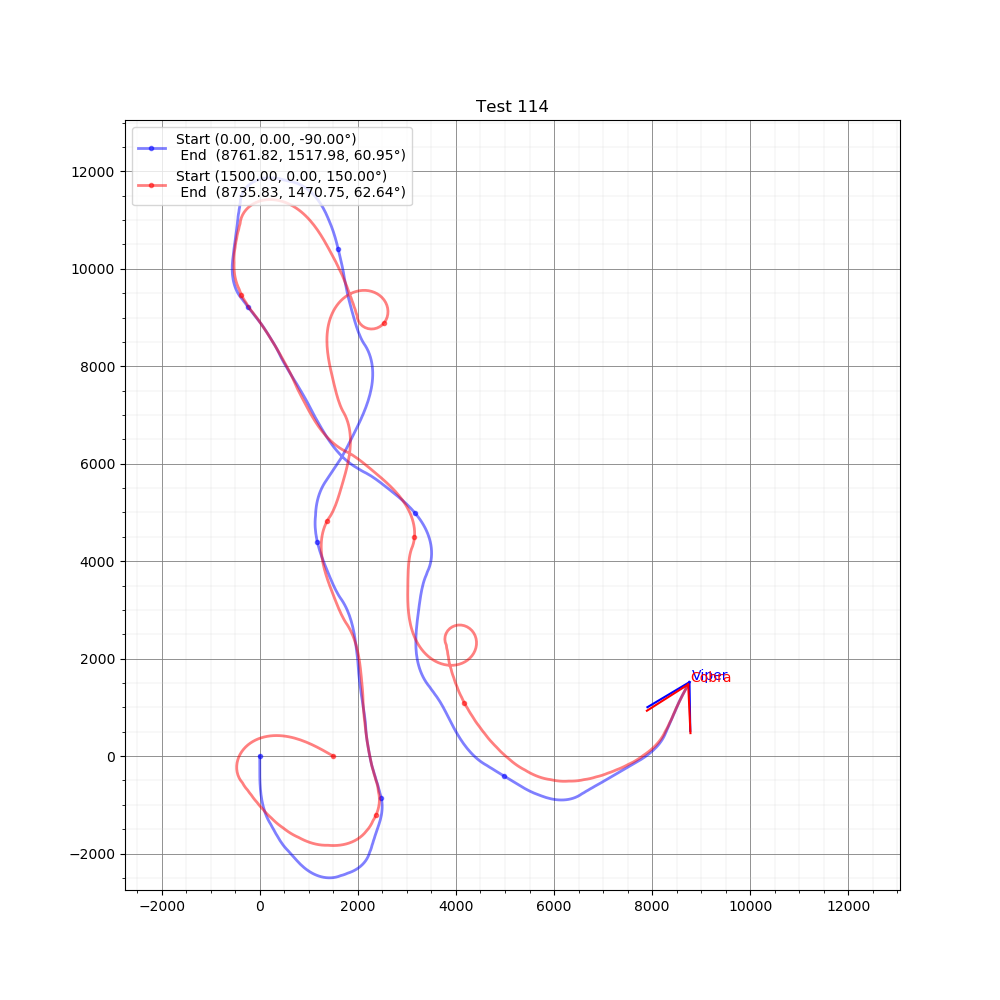 Test 114
Start (0.00, 0.00, -90.00°)
End (8761.82, 1517.98, 60.95°)
Start (1500.00, 0.00, 150.00°)
End (8735.83, 1470.75, 62.64°)
12000
10000
8000
6000
4000
2000
0
−2000
Viper
Cobra
−2000 0 2000 4000 6000 8000 10000 12000